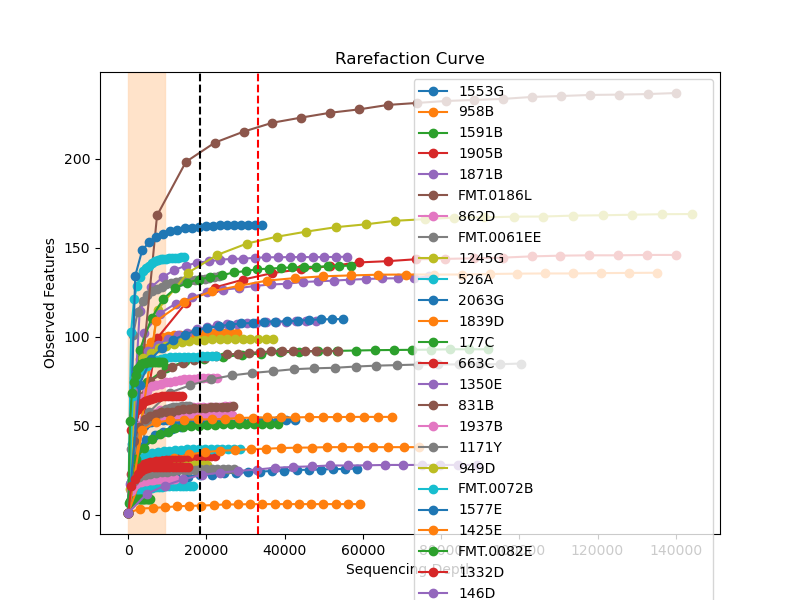 Rarefaction Curve
Observed Features
200
150
100
50
0
0
20000
40000
60000
80000
100000
120000
140000
Sequencing Depth
1553G
958B
1591B
1905B
1871B
FMT.0186L
862D
FMT.0061EE
1245G
526A
2063G
1839D
177C
663C
1350E
831B
1937B
1171Y
949D
FMT.0072B
1577E
1425E
FMT.0082E
1332D
146D